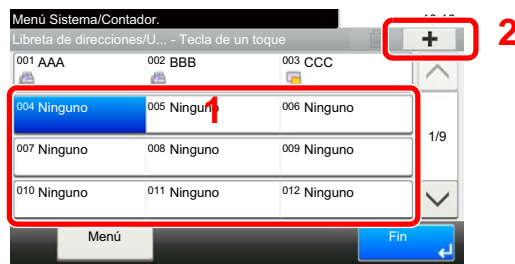 Menú Sistema/Contador.
Libreta de direcciones/U... - Tecla de un toque
+ 2
001 AAA 002 BBB 003 CCC
004 Ninguno 005 Ninguno 006 Ninguno
1
1/9
007 Ninguno 008 Ninguno 009 Ninguno
010 Ninguno 011 Ninguno 012 Ninguno
Menú Fin